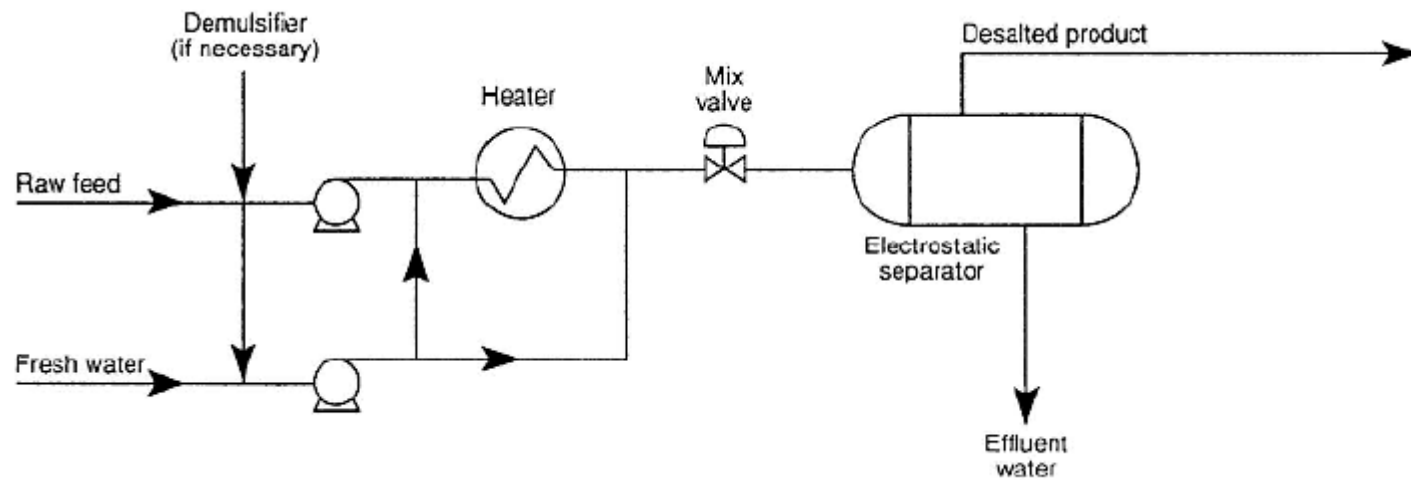 Demulsifier
(if necessary)
Desalted product
Mix
valve
Heater
Raw feed
Electrostatic
separator
Fresh water
Effluent
water